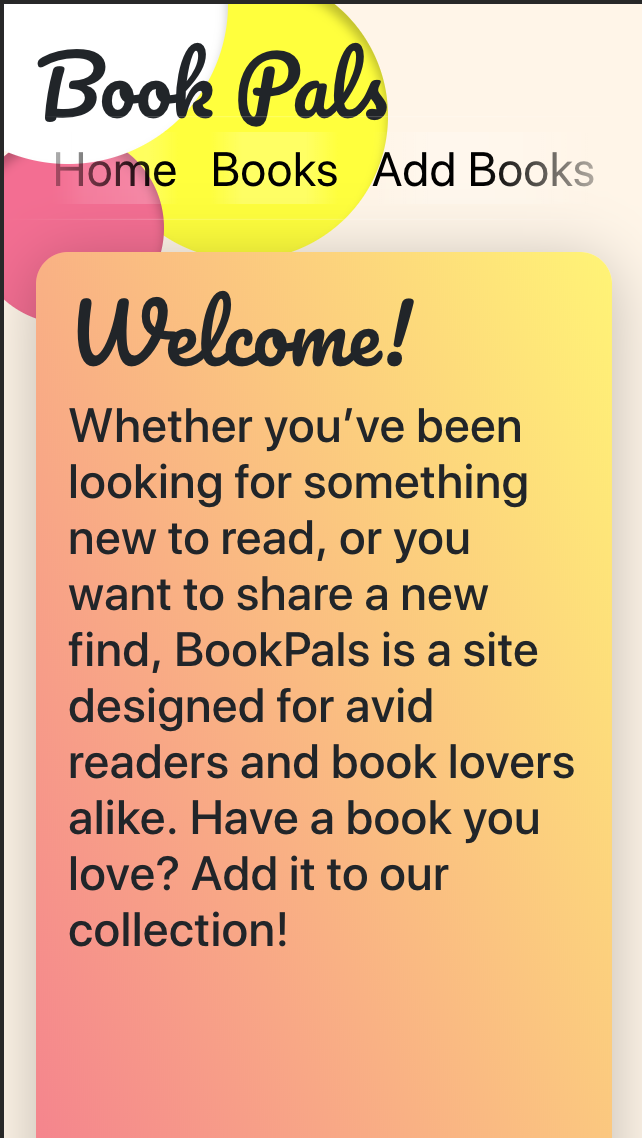 Book Pals
Home Books Add Books
Welcome!
Whether you’ve been
looking for something
new to read, or you
want to share a new
find, BookPals is a site
designed for avid
readers and book lovers
alike. Have a book you
love? Add it to our
collection!